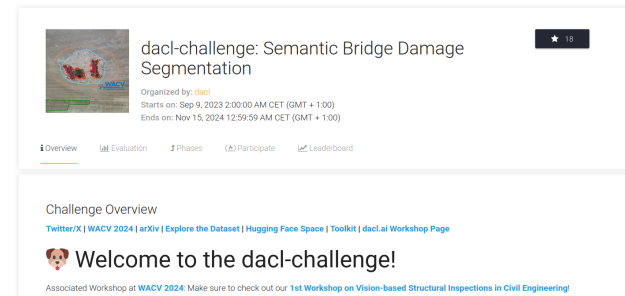 18
dacl-challenge: Semantic Bridge Damage
Segmentation
WACV
Organized by: dacl
Starts on: Sep 9, 2023 2:00:00 AM CET (GMT + 1:00)
Ends on: Nov 15, 2024 12:59:59 AM CET (GMT + 1:00)
Overview Evaluation Phases Participate Leaderboard
Challenge Overview
Twitter/X | WACV 2024 | arXiv | Explore the Dataset | Hugging Face Space | Toolkit | dacl.ai Workshop Page
Welcome to the dacl-challenge!
Associated Workshop at WACV 2024: Make sure to check out our 1st Workshop on Vision-based Structural Inspections in Civil Engineering!